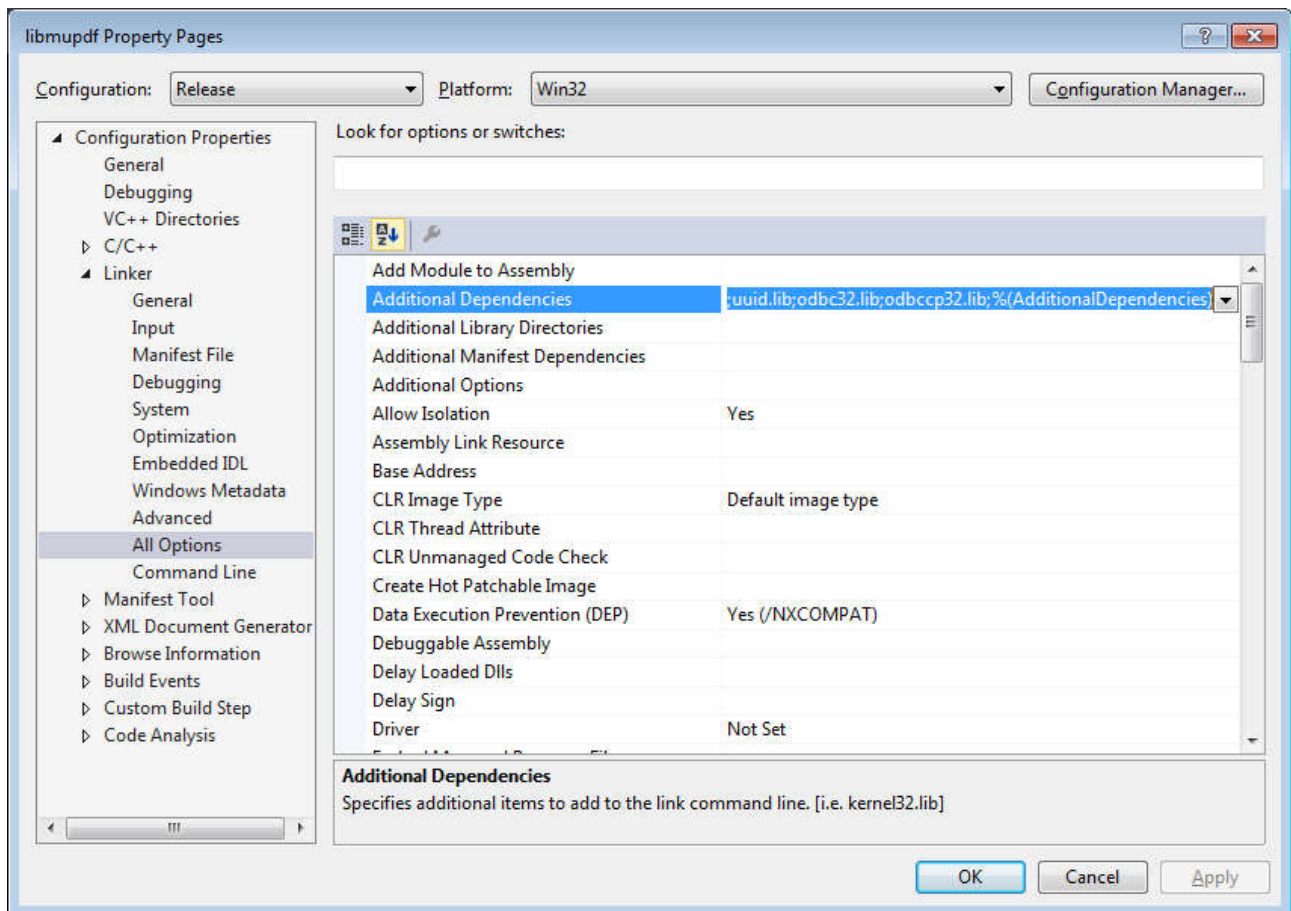 libmupdf Property Pages
Configuration: Release Platform: Win32 Configuration Manager...
Configuration Properties
General
Debugging
VC++ Directories
C/C++
Linker
General
Input
Manifest File
Debugging
System
Optimization
Embedded IDL
Windows Metadata
Advanced
All Options
Command Line
Manifest Tool
XML Document Generator
Browse Information
Build Events
Custom Build Step
Code Analysis
Look for options or switches:
Add Module to Assembly
Additional Dependencies ;uuid.lib;odbc32.lib;odbccp32.lib;%(AdditionalDependencies)
Additional Library Directories
Additional Manifest Dependencies
Additional Options
Allow Isolation Yes
Assembly Link Resource
Base Address
CLR Image Type Default image type
CLR Thread Attribute
CLR Unmanaged Code Check
Create Hot Patchable Image
Data Execution Prevention (DEP) Yes (/NXCOMPAT)
Debuggable Assembly
Delay Loaded Dlls
Delay Sign
Driver Not Set
Additional Dependencies
Specifies additional items to add to the link command line. [i.e. kernel32.lib]
OK Cancel Apply